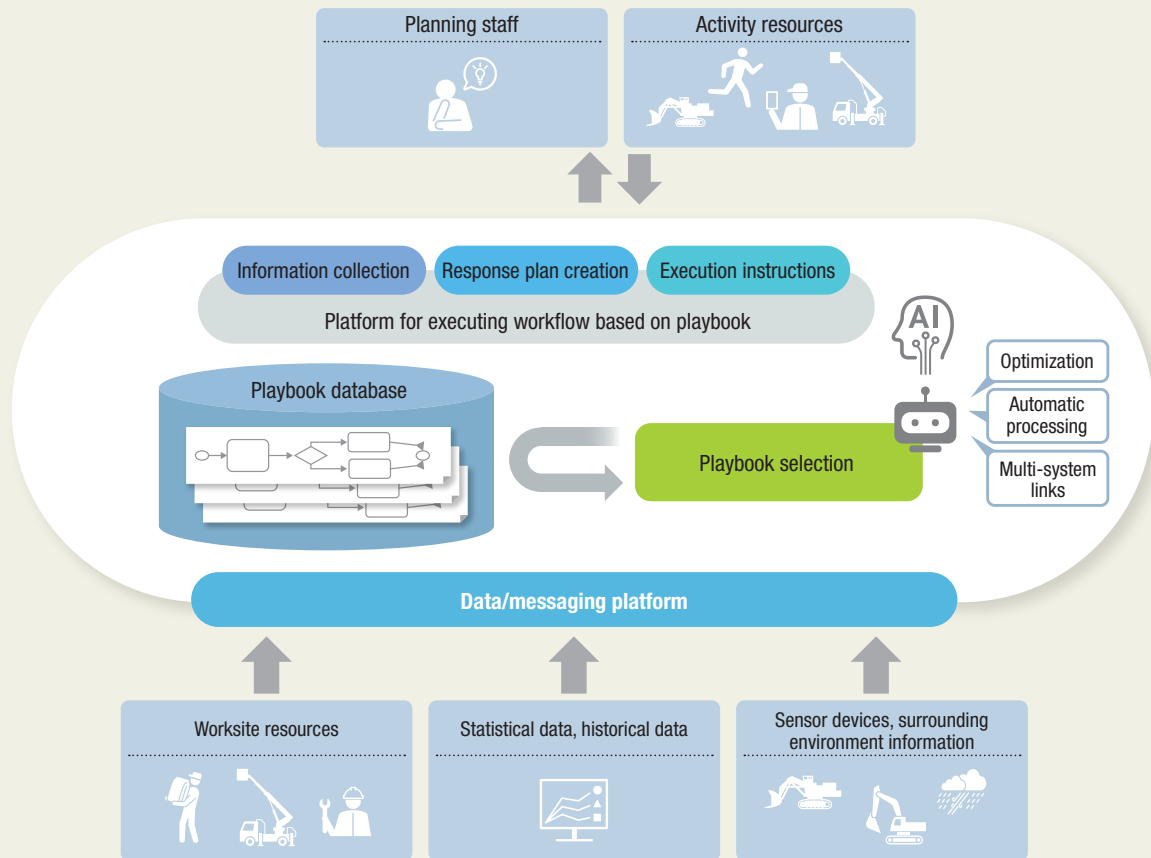 Planning staff
Activity resources
Information collection
Response plan creation
Execution instructions
Platform for executing workflow based on playbook
AI
Optimization
Automatic
processing
Multi-system
links
Playbook database
Playbook selection
Data/messaging platform
Worksite resources
Statistical data, historical data
Sensor devices, surrounding
environment information